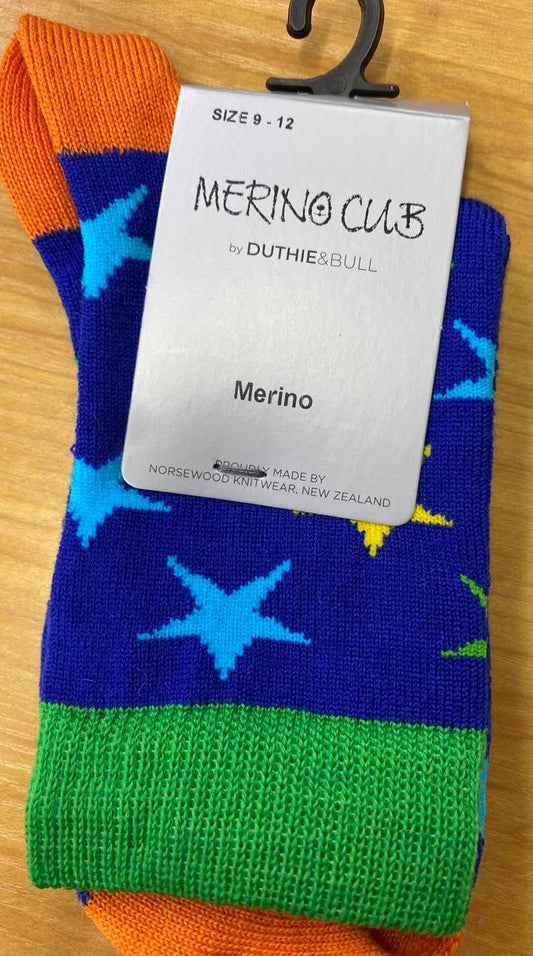 SIZE 9 - 12
MERINO CUB
by DUTHIE&BULL
Merino
PROUDLY MADE BY
NORSEWOOD KNITWEAR, NEW ZEALAND